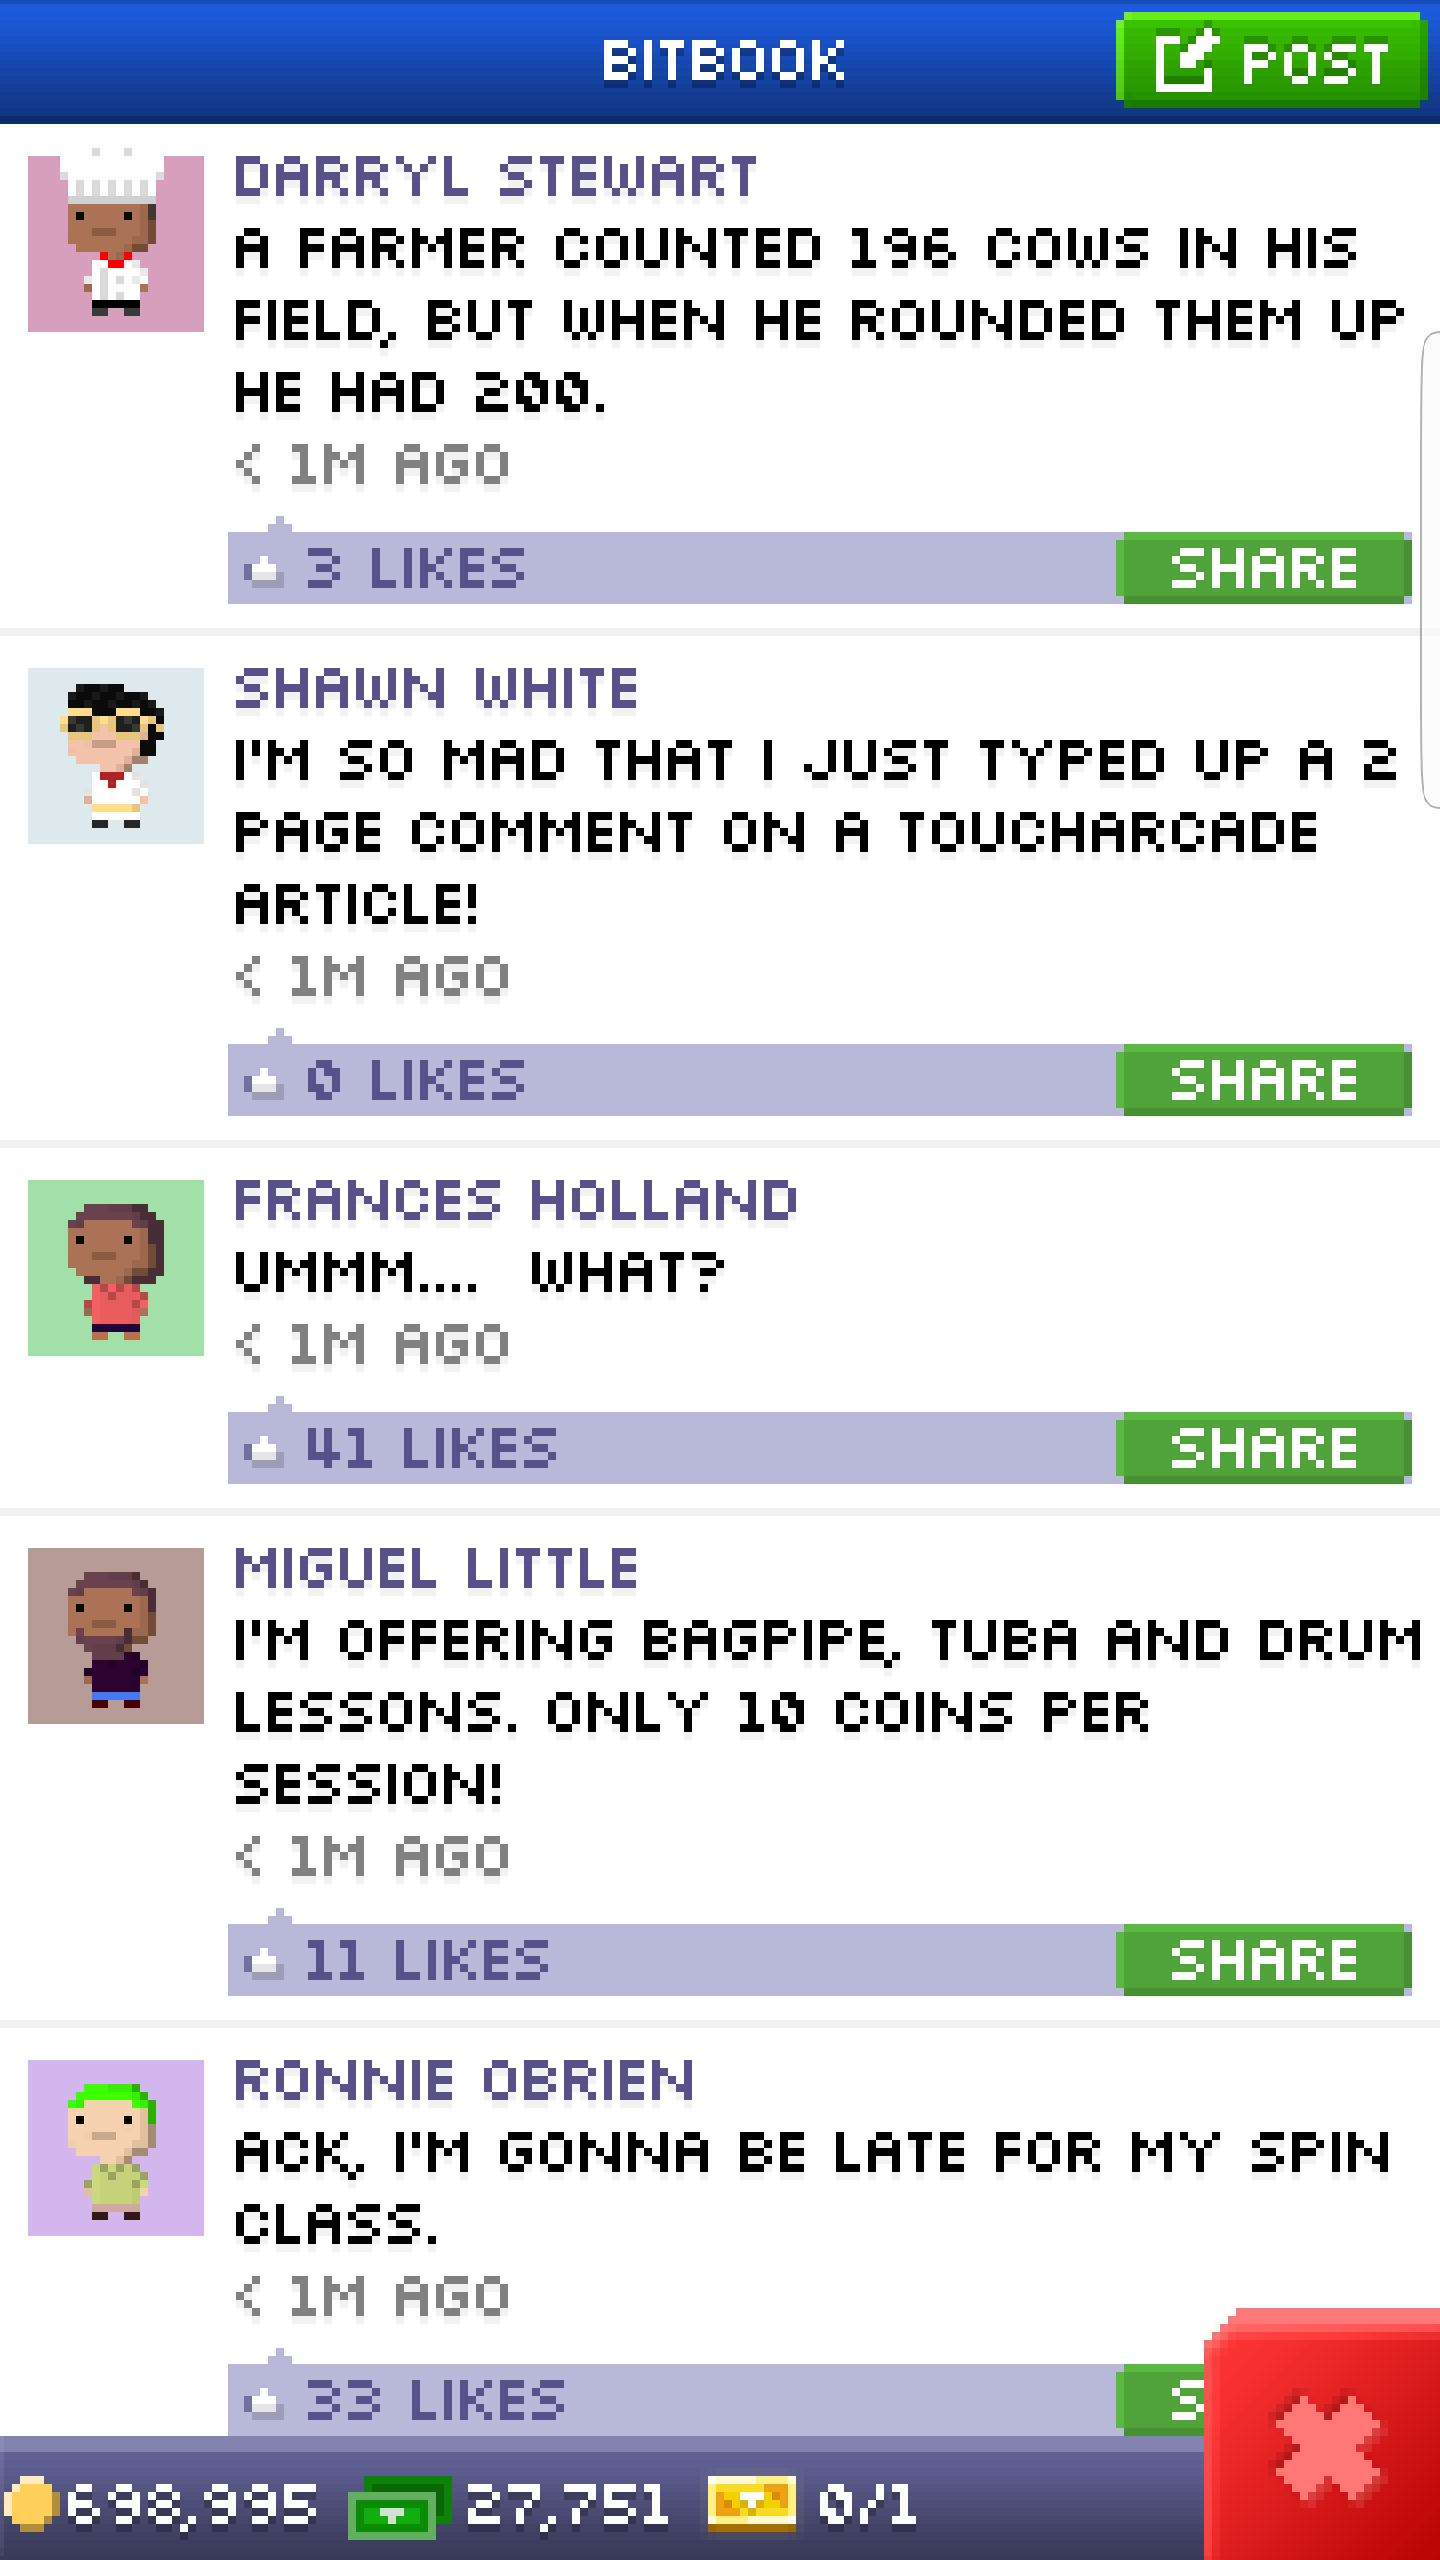 BITBOOK
POST
DARRYL STEWART
A FARMER COUNTED 196 COWS IN HIS
FIELD, BUT WHEN HE ROUNDED THEM UP
HE HAD 200.
< 1M AGO
3 LIKES
SHARE
SHAWN WHITE
I'M SO MAD THAT I JUST TYPED UP A 2
PAGE COMMENT ON A TOUCHARCADE
ARTICLE!
< 1M AGO
0 LIKES
SHARE
FRANCES HOLLAND
UMMM.... WHAT?
< 1M AGO
41 LIKES
SHARE
MIGUEL LITTLE
I'M OFFERING BAGPIPE, TUBA AND DRUM
LESSONS. ONLY 10 COINS PER
SESSION!
< 1M AGO
11 LIKES
SHARE
RONNIE OBRIEN
ACK, I'M GONNA BE LATE FOR MY SPIN
CLASS.
< 1M AGO
33 LIKES
S
698,995
27,751
0/1